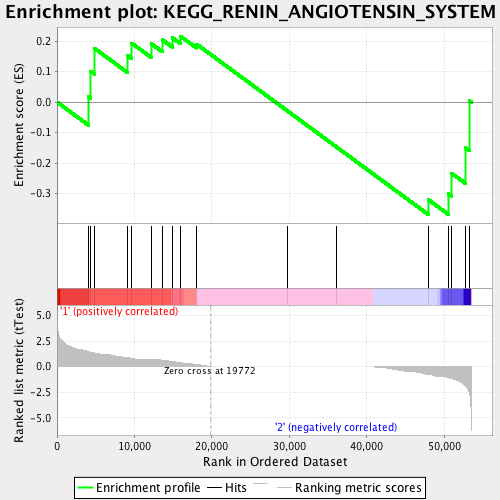 Enrichment plot: KEGG_RENIN_ANGIOTENSIN_SYSTEM
Enrichment score (ES)
0.2
0.1
0.0
-0.1
-0.2
-0.3
'1' (positively correlated)
Ranked list metric (tTest)
5.0
2.5
0.0
-2.5
-5.0
Zero cross at 19772
'2' (negatively correlated)
0 10,000 20,000 30,000 40,000 50,000
Rank in Ordered Dataset
Enrichment profile Hits Ranking metric scores